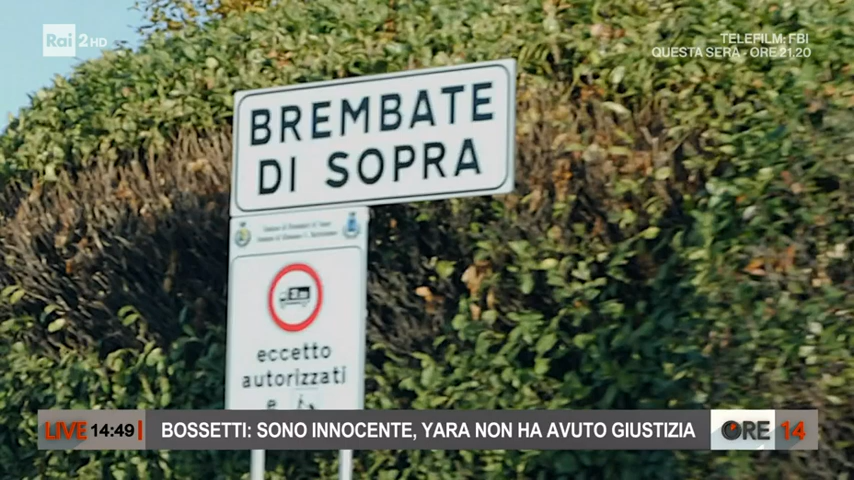 Rai 2 HD
TELEFILM: FBI
QUESTA SERA - ORE 21.20
BREMBATE
DI SOPRA
eccetto
autorizzati
e
LIVE 14:49
BOSSETTI: SONO INNOCENTE, YARA NON HA AVUTO GIUSTIZIA
ORE 14